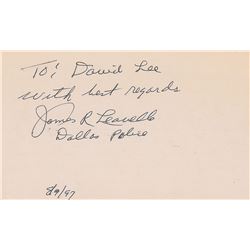 To: David Lee
with best regards
James R Leavelle
Dallas Police
8/9/97